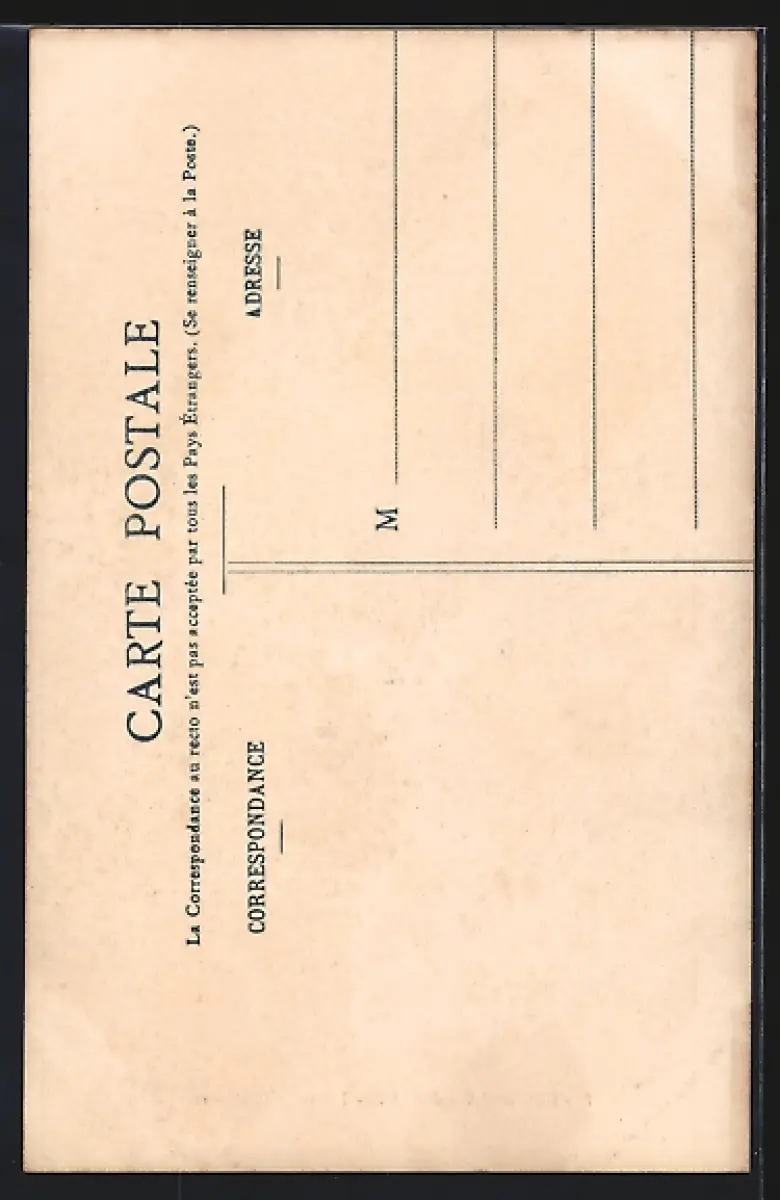 CARTE POSTALE
La Correspondance au recto n'est pas acceptée par tous les Pays Étrangers. (Se renseigner à la Poste.)
CORRESPONDANCE
ADRESSE
M